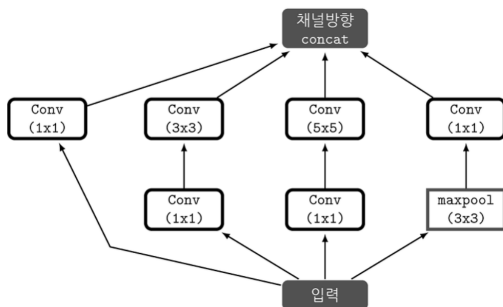 채널방향
concat
Conv
(1x1)
Conv
(3x3)
Conv
(5x5)
Conv
(1x1)
Conv
(1x1)
Conv
(1x1)
maxpool
(3x3)
입력